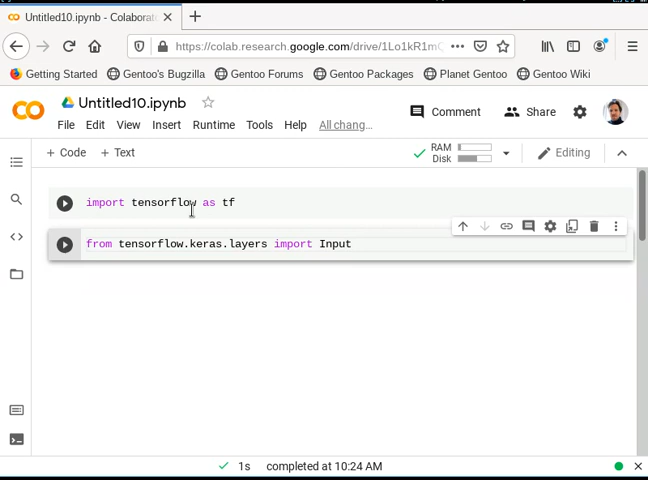 Untitled10.ipynb - Colaborat
https://colab.research.google.com/drive/1Lo1kR1m
Getting Started Gentoo's Bugzilla Gentoo Forums Gentoo Packages Planet Gentoo Gentoo Wiki
Untitled10.ipynb
Comment Share
File Edit View Insert Runtime Tools Help All chang…
+ Code + Text
RAM
Disk
Editing
import tensorflow as tf
from tensorflow.keras.layers import Input
1s completed at 10:24 AM